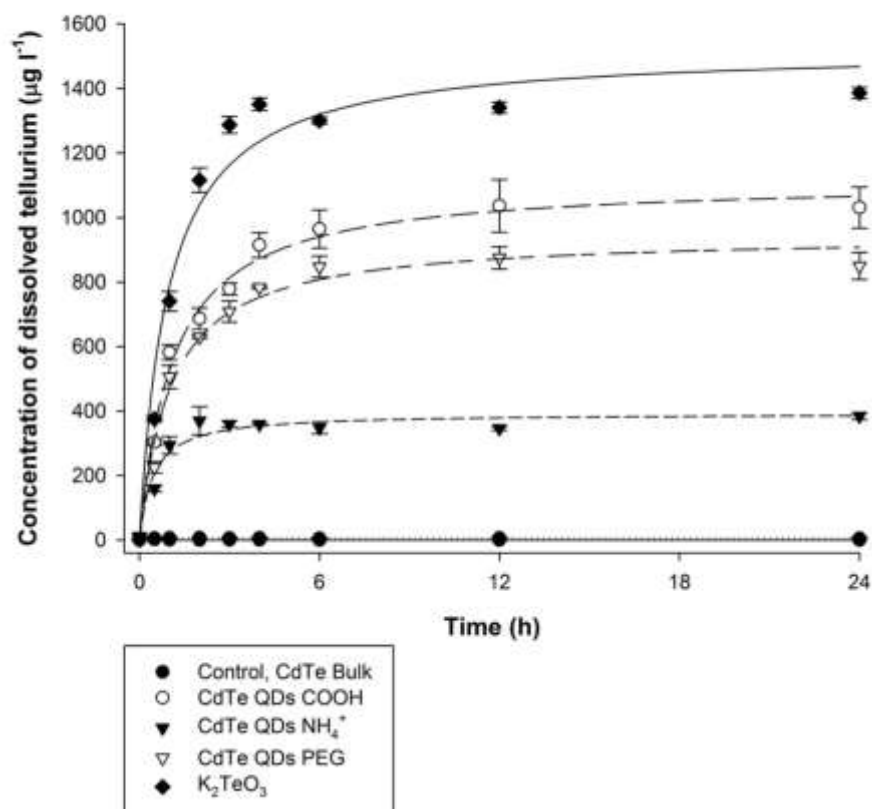 Concentration of dissolved tellurium (µg l⁻¹)
1600
1400
1200
1000
800
600
400
200
0
0 6 12 18 24
Time (h)
Control, CdTe Bulk
CdTe QDs COOH
CdTe QDs NH₄⁺
CdTe QDs PEG
K₂TeO₃